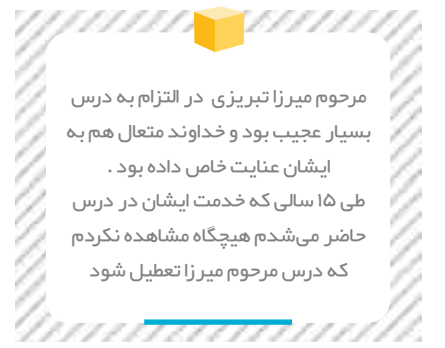 مرحوم میرزا تبریزی در التزام به درس
بسیار عجیب بود و خداوند متعال هم به
ایشان عنایت خاص داده بود .
طی ۱۵ سالی که خدمت ایشان در درس
حاضر می‌شدم هیچگاه مشاهده نکردم
که درس مرحوم میرزا تعطیل شود